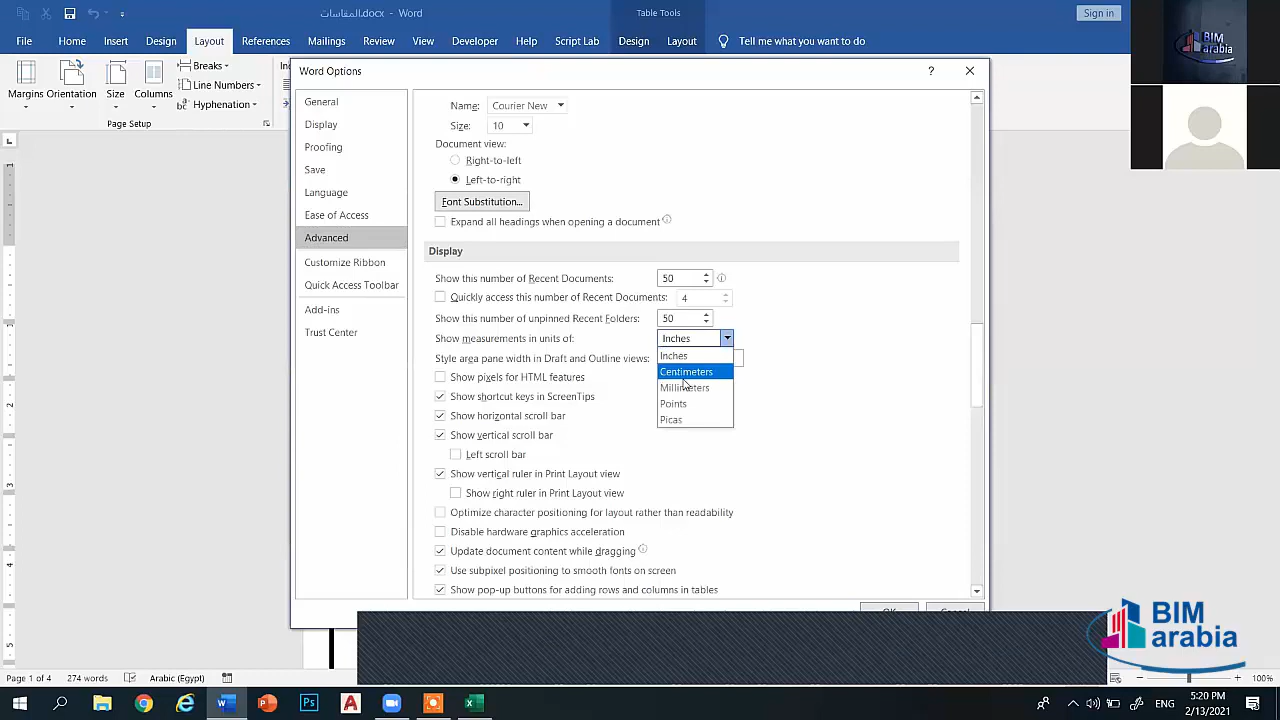 المقاسات.docx - Word
Table Tools
Sign in
File Home Insert Design Layout References Mailings Review View Developer Help Script Lab Design Layout Tell me what you want to do
Breaks
Line Numbers
Hyphenation
Margins Orientation Size Columns
Page Setup
Word Options
General
Display
Proofing
Save
Language
Ease of Access
Advanced
Customize Ribbon
Quick Access Toolbar
Add-ins
Trust Center
Name: Courier New
Size: 10
Document view:
Right-to-left
Left-to-right
Font Substitution...
Expand all headings when opening a document
Display
Show this number of Recent Documents: 50
Quickly access this number of Recent Documents: 4
Show this number of unpinned Recent Folders: 50
Show measurements in units of: Inches
Inches
Centimeters
Millimeters
Points
Picas
Style area pane width in Draft and Outline views:
Show pixels for HTML features
Show shortcut keys in ScreenTips
Show horizontal scroll bar
Show vertical scroll bar
Left scroll bar
Show vertical ruler in Print Layout view
Show right ruler in Print Layout view
Optimize character positioning for layout rather than readability
Disable hardware graphics acceleration
Update document content while dragging
Use subpixel positioning to smooth fonts on screen
Show pop-up buttons for adding rows and columns in tables
BIM
arabia
BIM
arabia
Page 1 of 4 274 words Arabic (Egypt) 100%
5:20 PM
2/13/2021